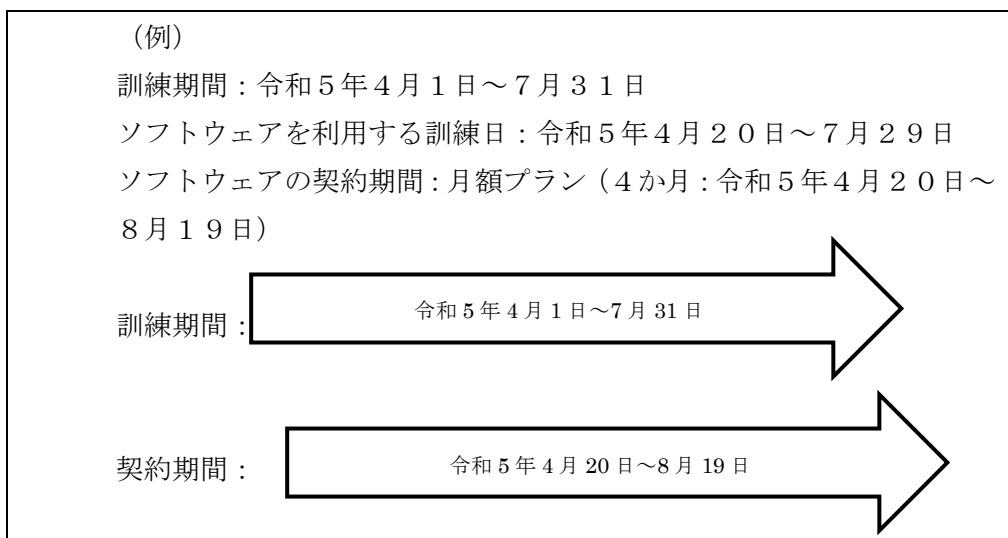 （例）
訓練期間：令和５年４月１日～７月３１日
ソフトウェアを利用する訓練日：令和５年４月２０日～７月２９日
ソフトウェアの契約期間：月額プラン（４か月：令和５年４月２０日～
８月１９日）
令和 5 年 4 月 1 日～7 月 31 日
訓練期間：
契約期間：
令和 5 年 4 月 20 日～8 月 19 日